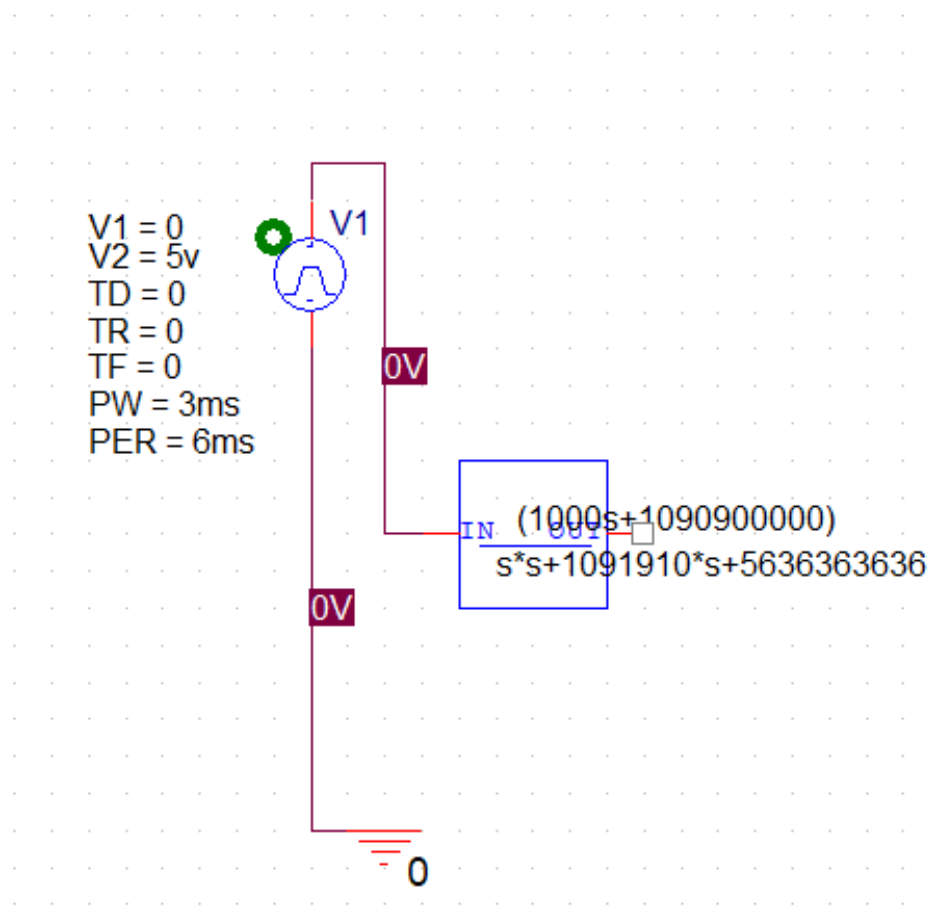 V1
V1 = 0
V2 = 5v
TD = 0
TR = 0
TF = 0
PW = 3ms
PER = 6ms
0V
(1000s+1090900000)
IN OUT
s*s+1091910*s+5636363636
0V
0